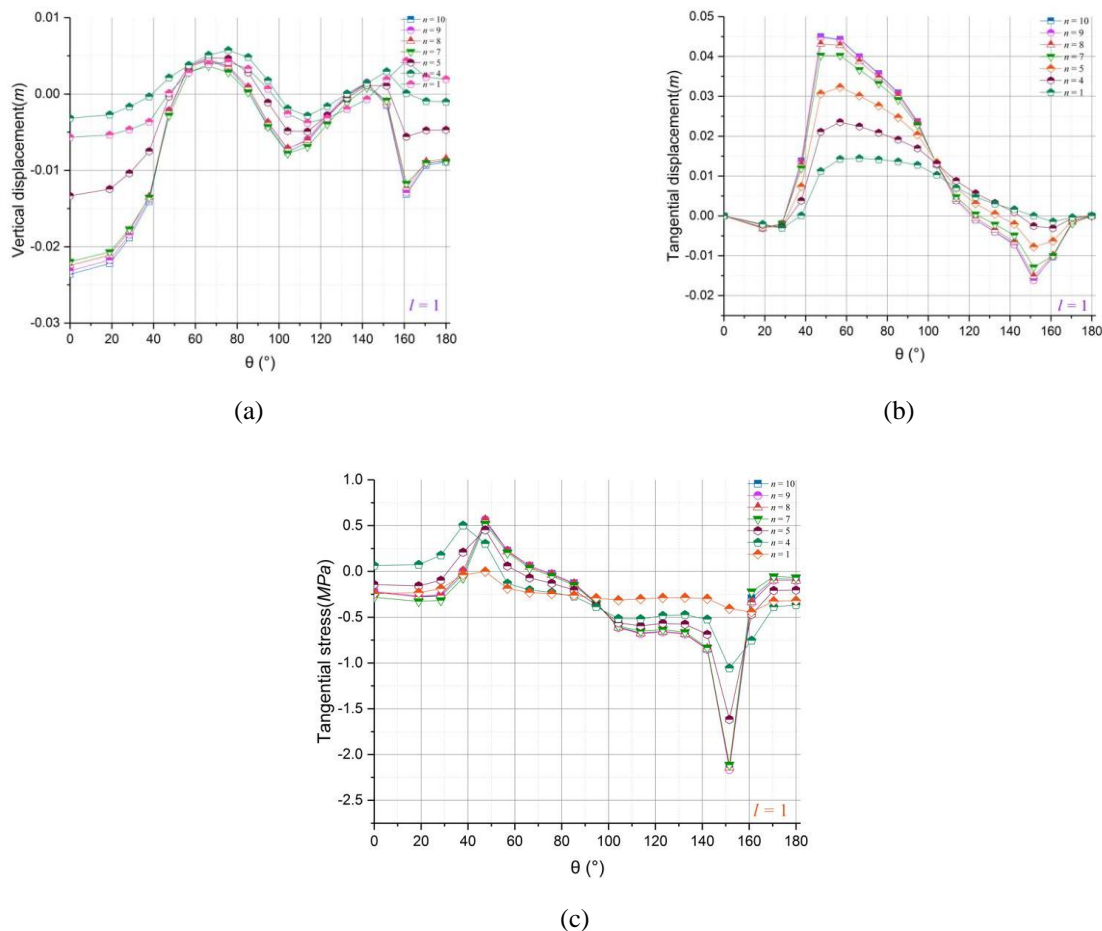 0.01
0.00
-0.01
-0.02
-0.03
0 20 40 60 80 100 120 140 160 180
Vertical displacement(m)
θ (°)
n = 10
n = 9
n = 8
n = 7
n = 5
n = 4
n = 1
l = 1
(a)
0.05
0.04
0.03
0.02
0.01
0.00
-0.01
-0.02
0 20 40 60 80 100 120 140 160 180
Tangential displacement(m)
θ (°)
n = 10
n = 9
n = 8
n = 7
n = 5
n = 4
n = 1
l = 1
(b)
1.0
0.5
0.0
-0.5
-1.0
-1.5
-2.0
-2.5
0 20 40 60 80 100 120 140 160 180
Tangential stress(MPa)
θ (°)
n = 10
n = 9
n = 8
n = 7
n = 5
n = 4
n = 1
l = 1
(c)